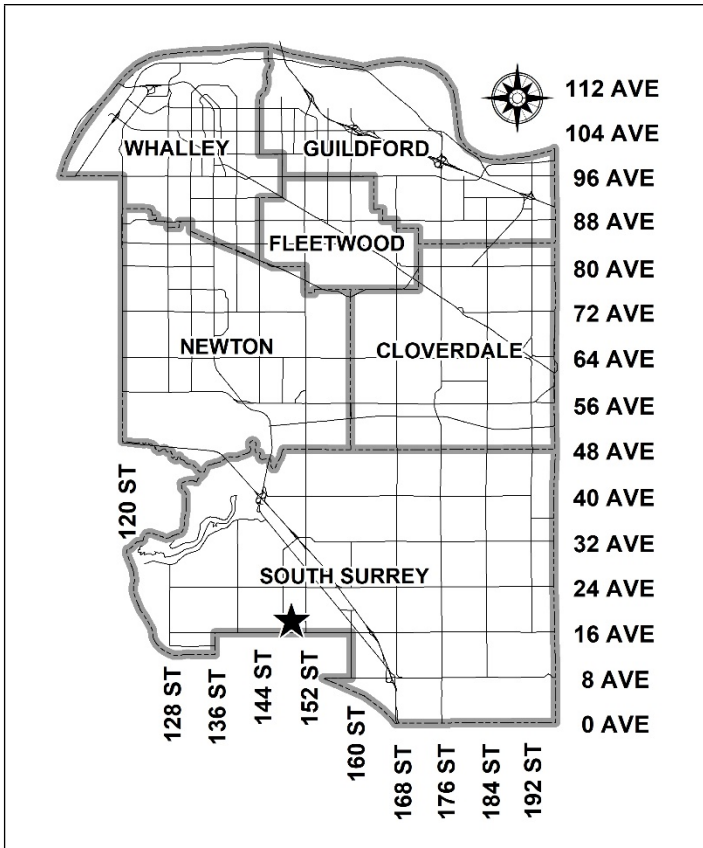 112 AVE
104 AVE
WHALLEY
GUILDFORD
96 AVE
88 AVE
FLEETWOOD
80 AVE
72 AVE
NEWTON
CLOVERDALE
64 AVE
56 AVE
48 AVE
120 ST
40 AVE
32 AVE
SOUTH SURREY
24 AVE
16 AVE
128 ST
136 ST
144 ST
152 ST
8 AVE
160 ST
0 AVE
168 ST
176 ST
184 ST
192 ST